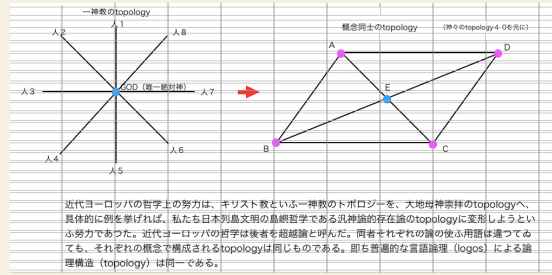 一神教のtopology
人1
人2
人8
GOD（唯一絶対神）
人3
人7
人4
人6
人5
概念同士のtopology
（神々のtopology４-０を元に）
A
D
E
B
C
近代ヨーロッパの哲学上の努力は、キリスト教といふ一神教のトポロジーを、大地母神崇拝のtopologyへ、
具体的に例を挙げれば、私たち日本列島文明の島嶼哲学である汎神論的存在論のtopologyに変形しようとい
ふ努力であつた。近代ヨーロッパの哲学は後者を超越論と呼んだ。両者それぞれの論の使ふ用語は違つてゐ
ても、それぞれの概念で構成されるtopologyは同じものである。即ち普遍的な言語論理（logos）による論
理構造（topology）は同一である。